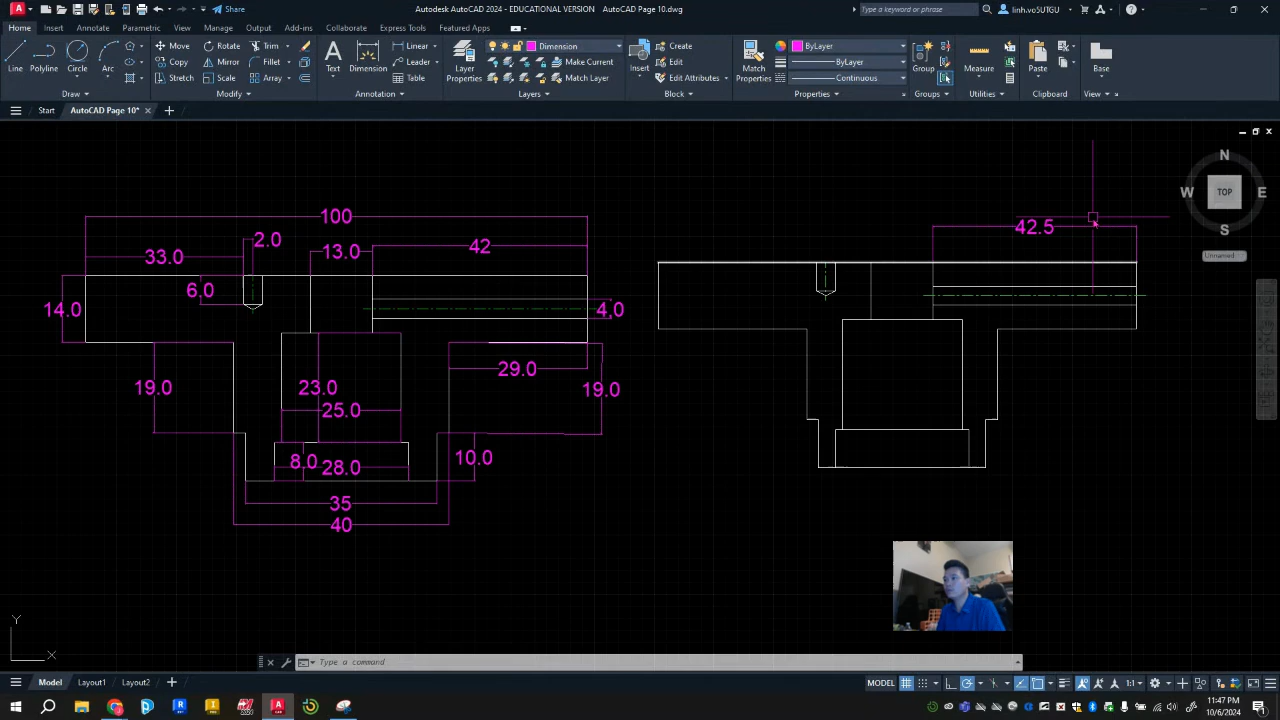 Share
Autodesk AutoCAD 2024 - EDUCATIONAL VERSION AutoCAD Page 10.dwg
Type a keyword or phrase
linh.vo5UTGU
Home Insert Annotate Parametric View Manage Output Add-ins Collaborate Express Tools Featured Apps
Line Polyline Circle Arc
Move Rotate Trim
Copy Mirror Fillet
Stretch Scale Array
Text Dimension
Linear
Leader
Table
Layer Properties
Dimension
Make Current
Match Layer
Insert
Create
Edit
Edit Attributes
Match Properties
ByLayer
ByLayer
Continuous
Group
Measure
Paste
Base
Draw Modify Annotation Layers Block Properties Groups Utilities Clipboard View
Start AutoCAD Page 10*
N
W TOP E
S
Unnamed
100
2.0
33.0
13.0
42
6.0
14.0
4.0
29.0
19.0
23.0
19.0
25.0
8.0
28.0
10.0
35
40
42.5
Y
X
Type a command
Model Layout1 Layout2
MODEL
1:1
11:47 PM
10/6/2024